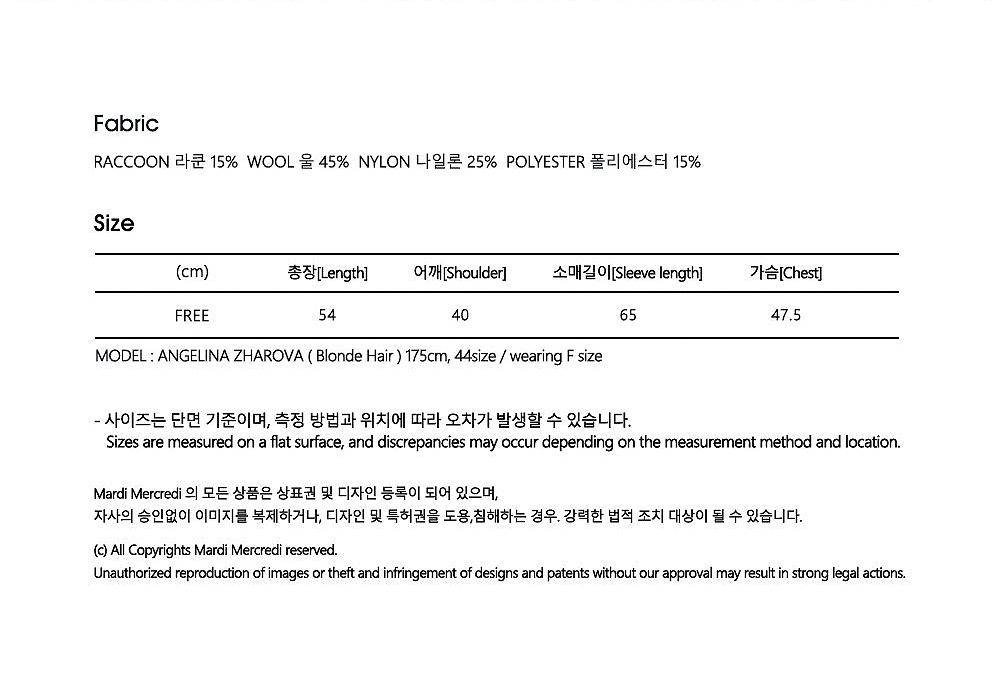 Fabric
RACCOON 라쿤 15% WOOL 울 45% NYLON 나일론 25% POLYESTER 폴리에스터 15%
Size
(cm) 총장[Length] 어깨[Shoulder] 소매길이[Sleeve length] 가슴[Chest]
FREE 54 40 65 47.5
MODEL : ANGELINA ZHAROVA ( Blonde Hair ) 175cm, 44size / wearing F size
- 사이즈는 단면 기준이며, 측정 방법과 위치에 따라 오차가 발생할 수 있습니다.
Sizes are measured on a flat surface, and discrepancies may occur depending on the measurement method and location.
Mardi Mercredi 의 모든 상품은 상표권 및 디자인 등록이 되어 있으며,
자사의 승인없이 이미지를 복제하거나, 디자인 및 특허권을 도용,침해하는 경우. 강력한 법적 조치 대상이 될 수 있습니다.
(c) All Copyrights Mardi Mercredi reserved.
Unauthorized reproduction of images or theft and infringement of designs and patents without our approval may result in strong legal actions.